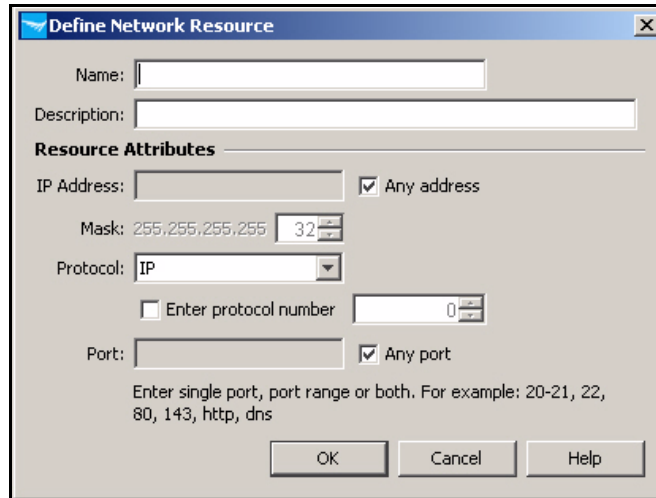 Define Network Resource
Name:
Description:
Resource Attributes
IP Address: Any address
Mask: 255.255.255.255 32
Protocol: IP
Enter protocol number 0
Port: Any port
Enter single port, port range or both. For example: 20-21, 22,
80, 143, http, dns
OK Cancel Help